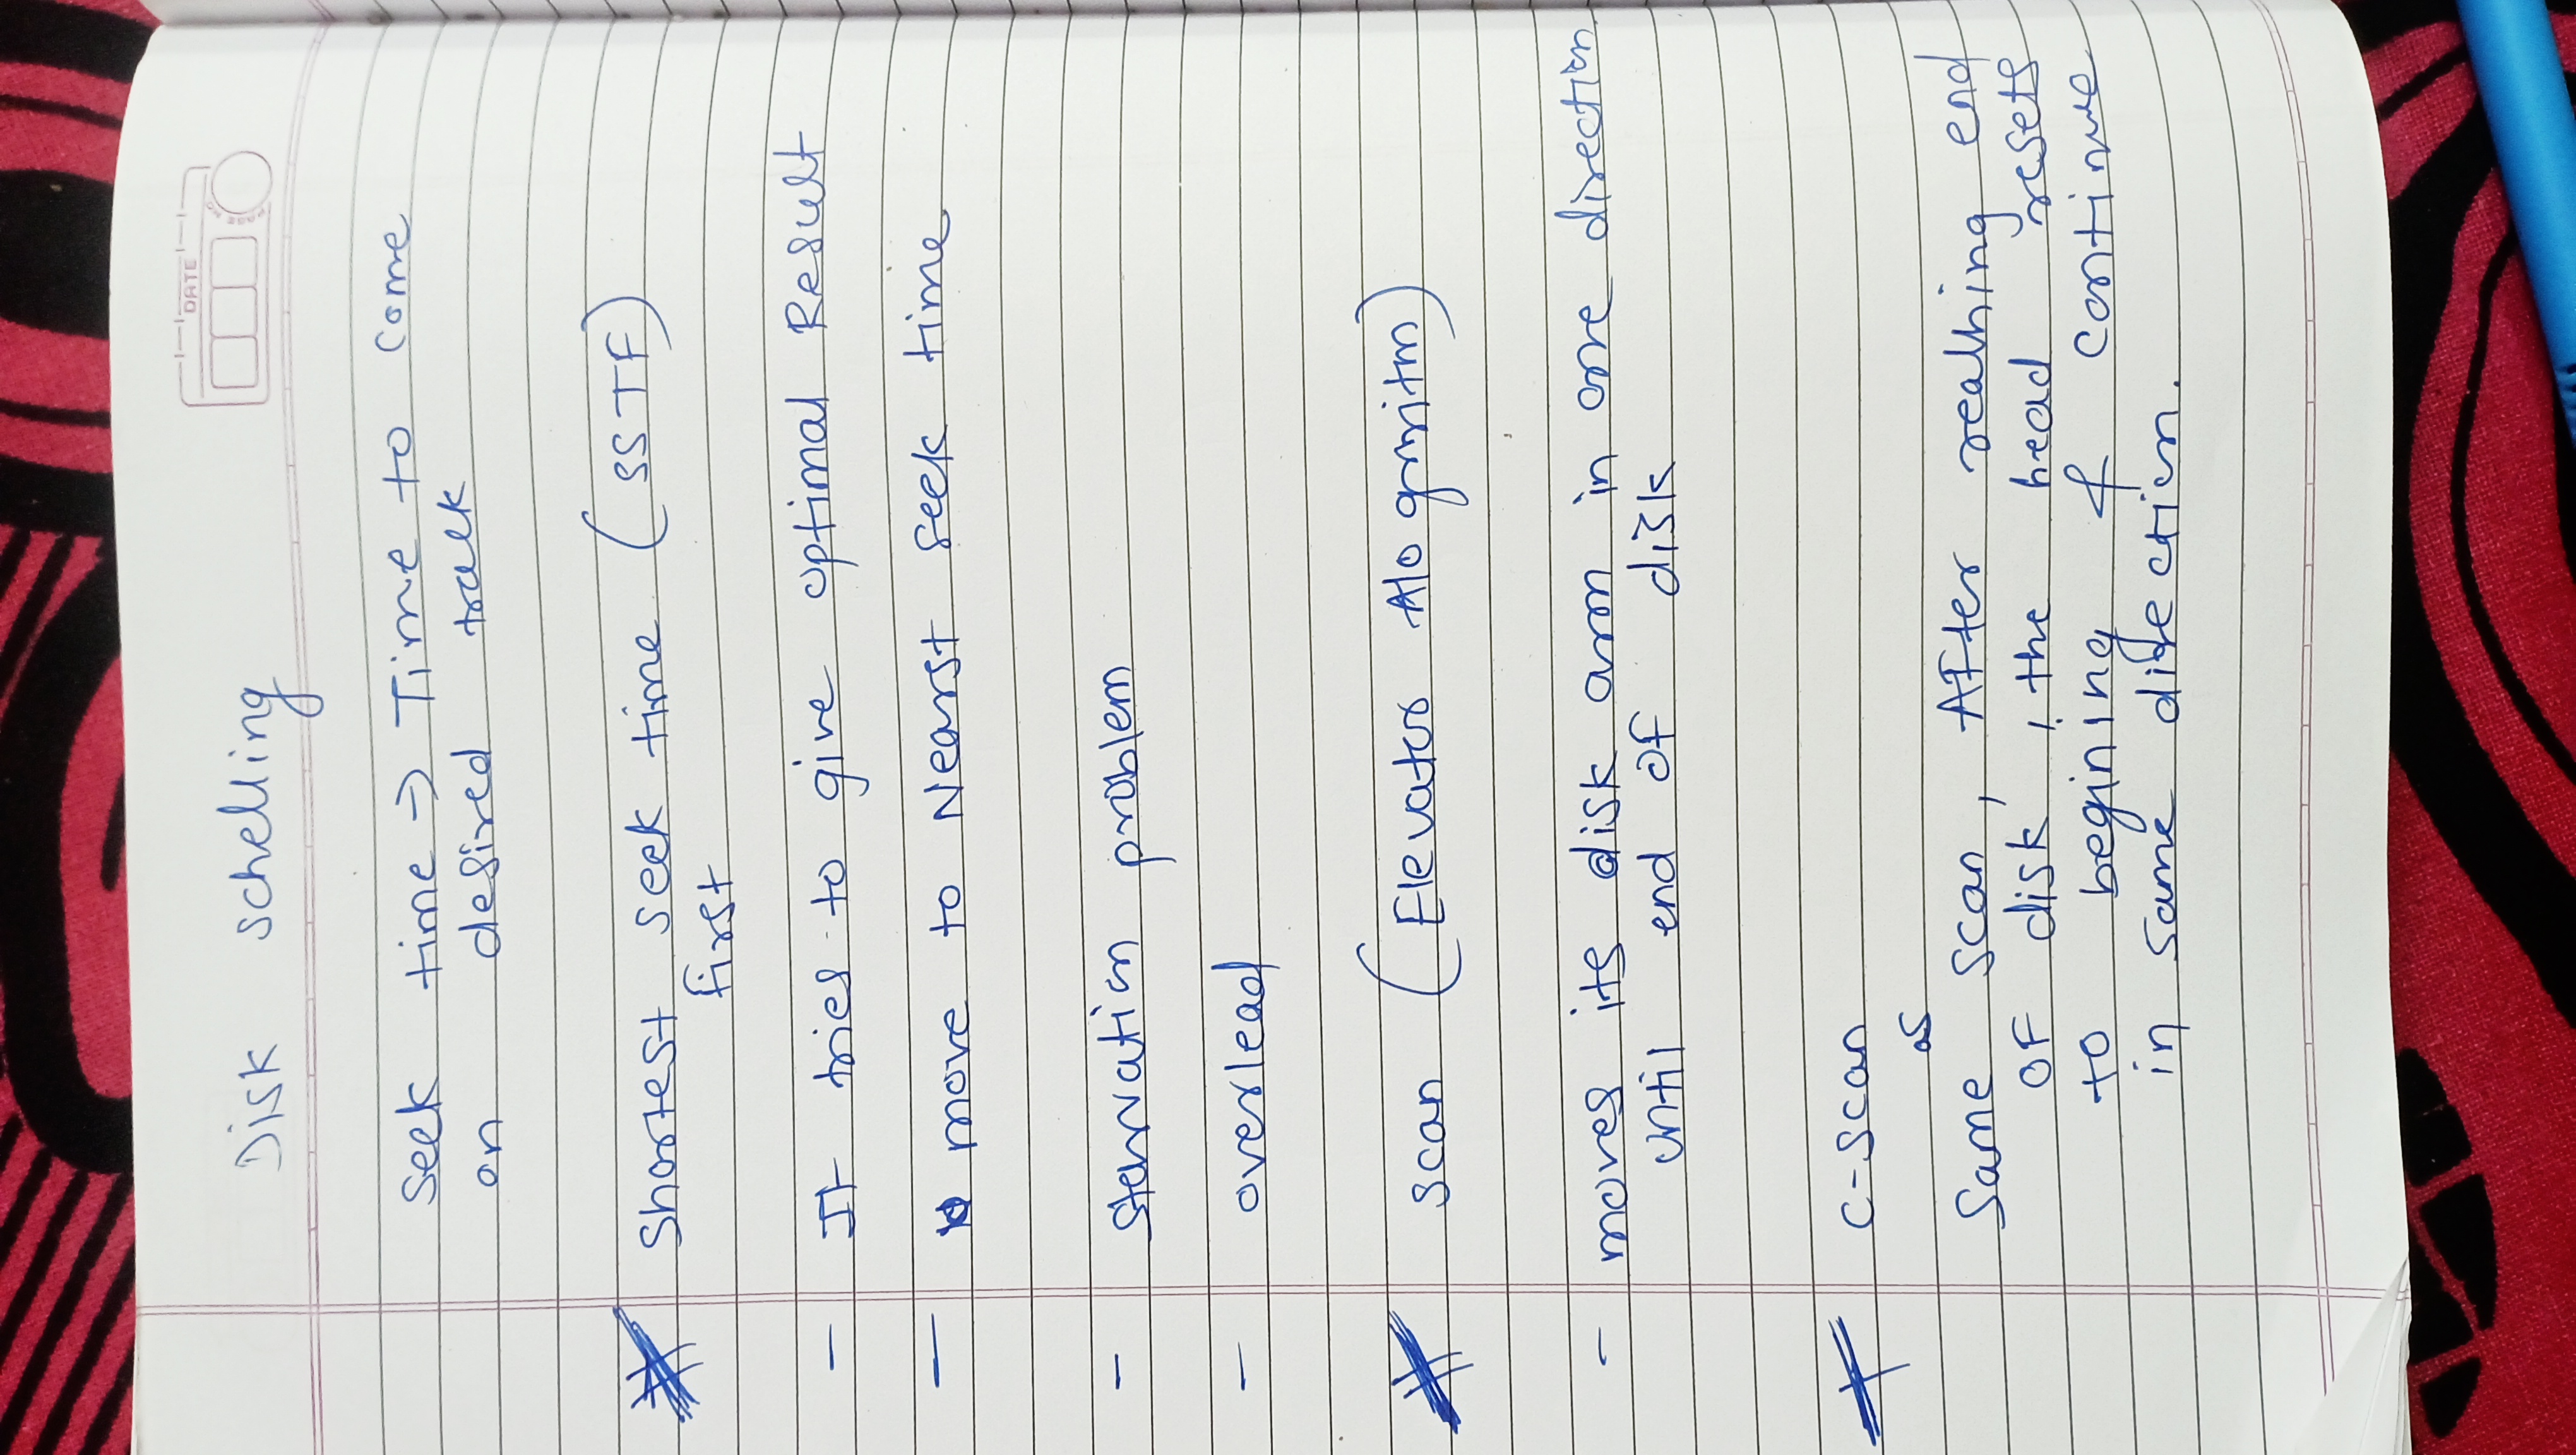 DATE
PAGE NO
Disk schelling
Seek time → Time to come
on desired track
# Shortest seek time (SSTF)
first
- It tries to give optimal Result
- move to Nearst seek time
- starvation problem
- overlead
# scan (Elevator Alogrmitm)
- moves its disk arm in one direction
until end of disk
C-scan
as
Same scan, After realhing end
of disk, the head resets
to begining & continue
in same direction.